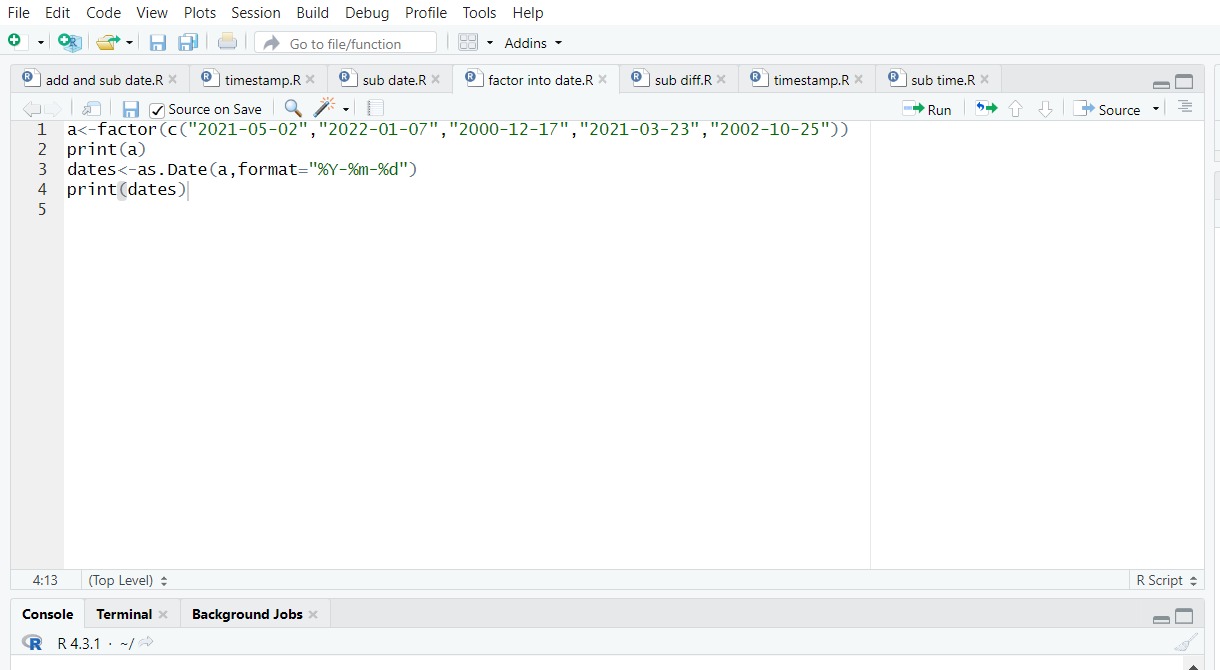 File Edit Code View Plots Session Build Debug Profile Tools Help
Go to file/function Addins
add and sub date.R timestamp.R sub date.R factor into date.R sub diff.R timestamp.R sub time.R
Source on Save Run Source
1 a<-factor(c("2021-05-02","2022-01-07","2000-12-17","2021-03-23","2002-10-25"))
2 print(a)
3 dates<-as.Date(a,format="%Y-%m-%d")
4 print(dates)
5
4:13 (Top Level) R Script
Console Terminal Background Jobs
R R 4.3.1 · ~/